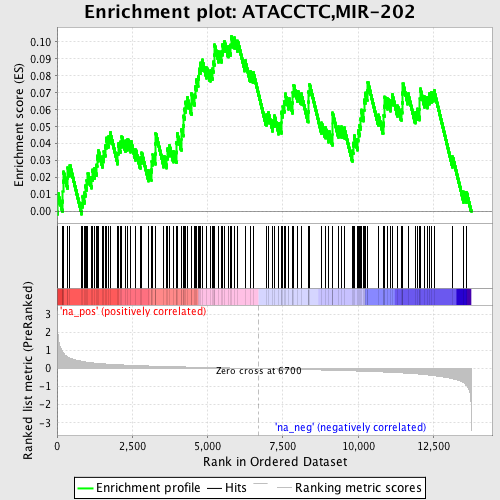 Enrichment plot: ATACCTC,MIR-202
Enrichment score (ES)
0.10
0.09
0.08
0.07
0.06
0.05
0.04
0.03
0.02
0.01
0.00
'na_pos' (positively correlated)
Ranked list metric (PreRanked)
3
2
1
0
-1
-2
-3
Zero cross at 6700
'na_neg' (negatively correlated)
0
2,500
5,000
7,500
10,000
12,500
Rank in Ordered Dataset
Enrichment profile
Hits
Ranking metric scores